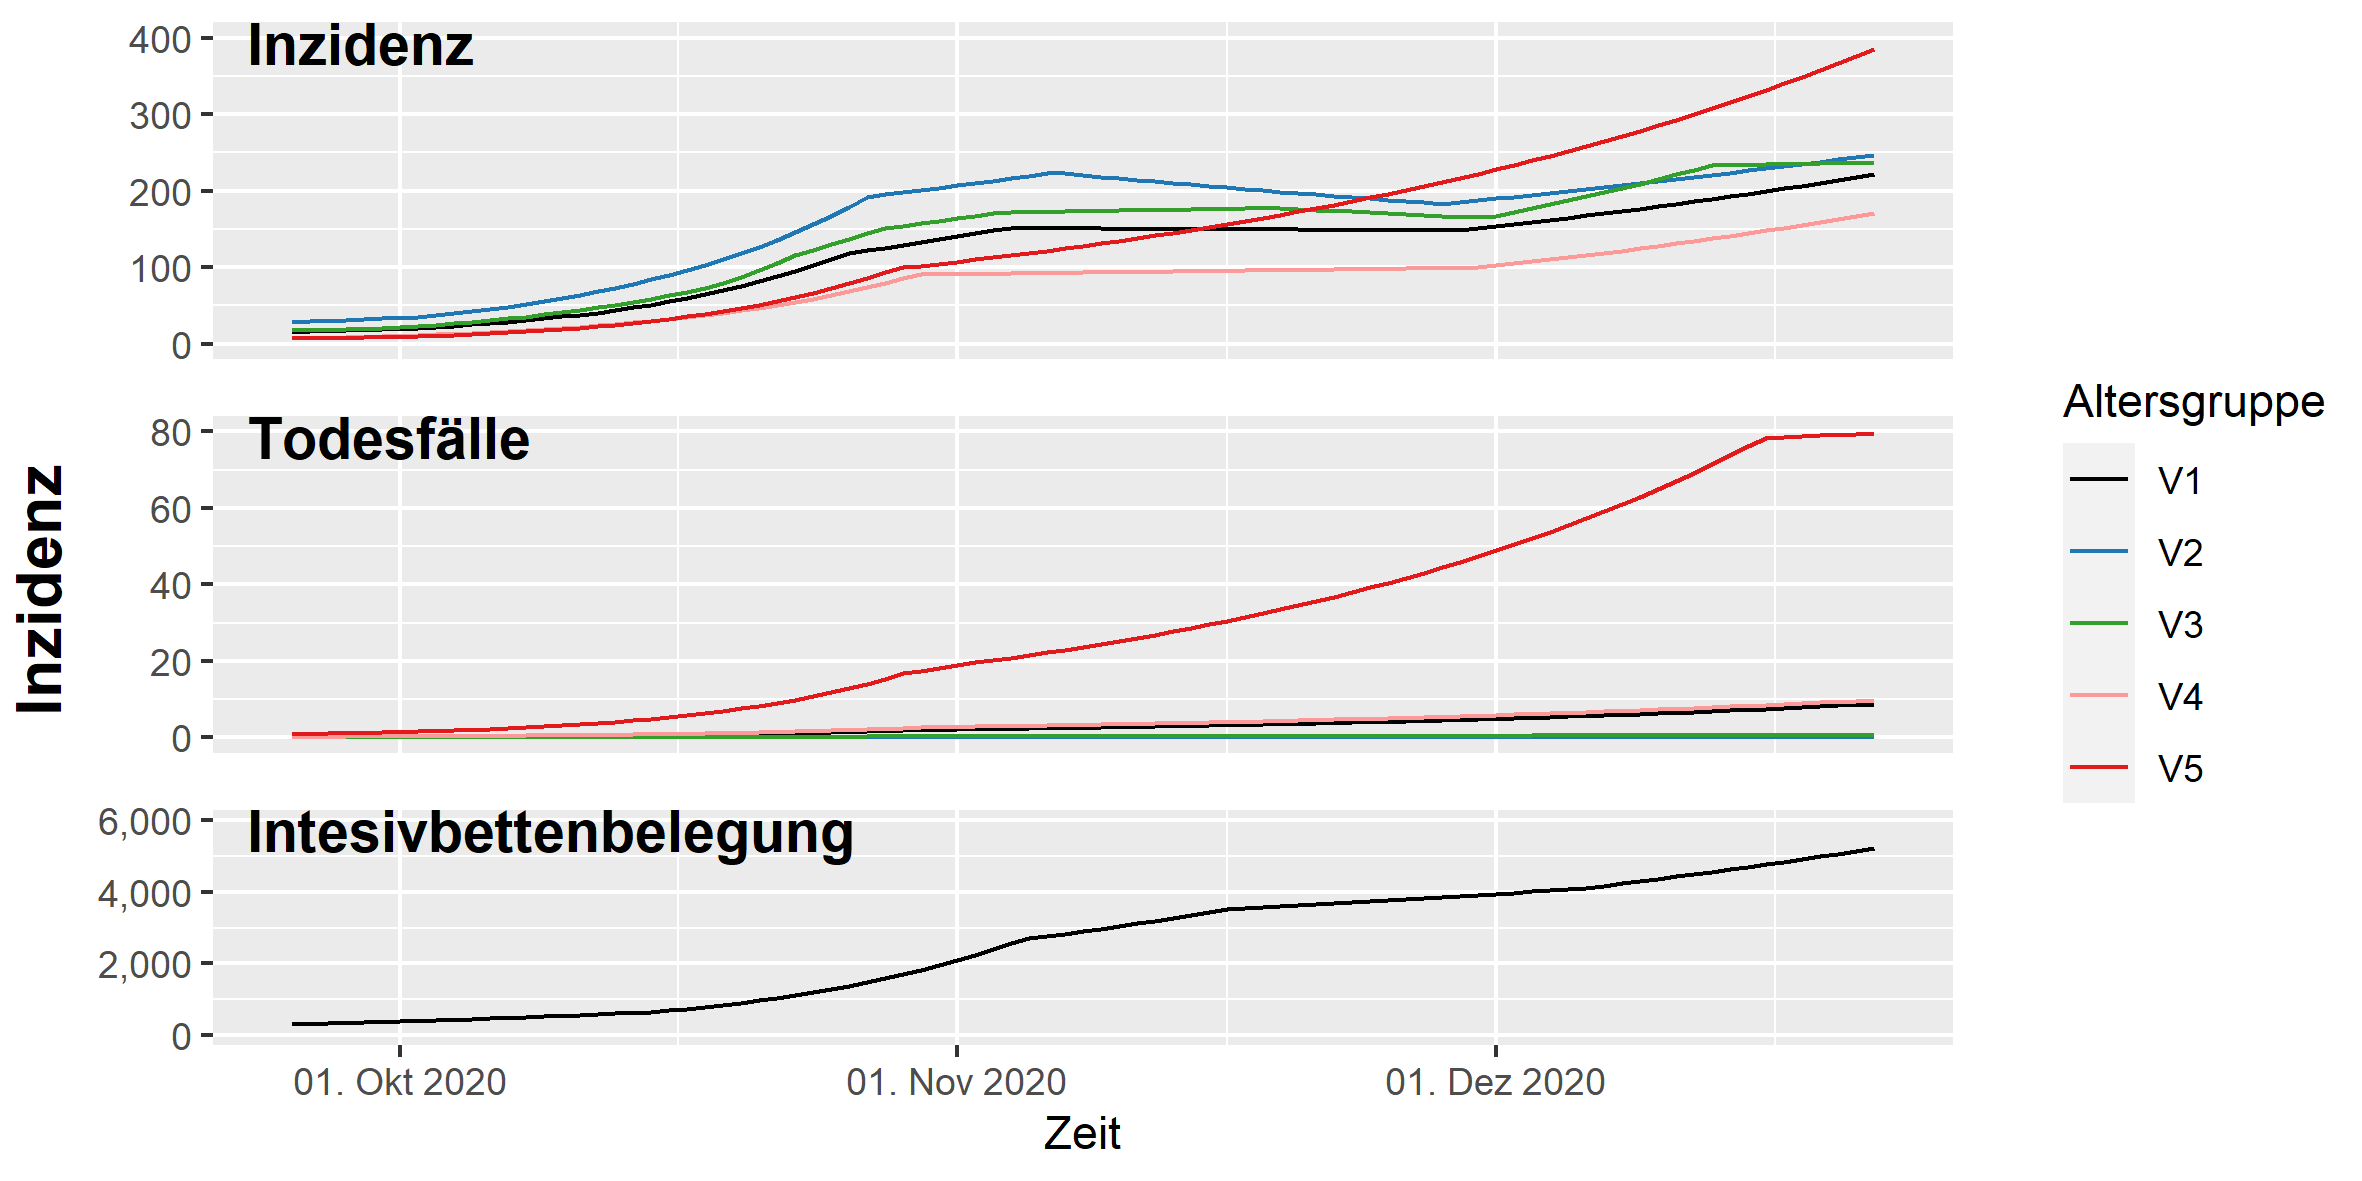 Inzidenz
400
300
200
100
0
Todesfälle
80
60
40
20
0
Inzidenz
Intesivbettenbelegung
6,000
4,000
2,000
0
01. Okt 2020
01. Nov 2020
01. Dez 2020
Zeit
Altersgruppe
V1
V2
V3
V4
V5